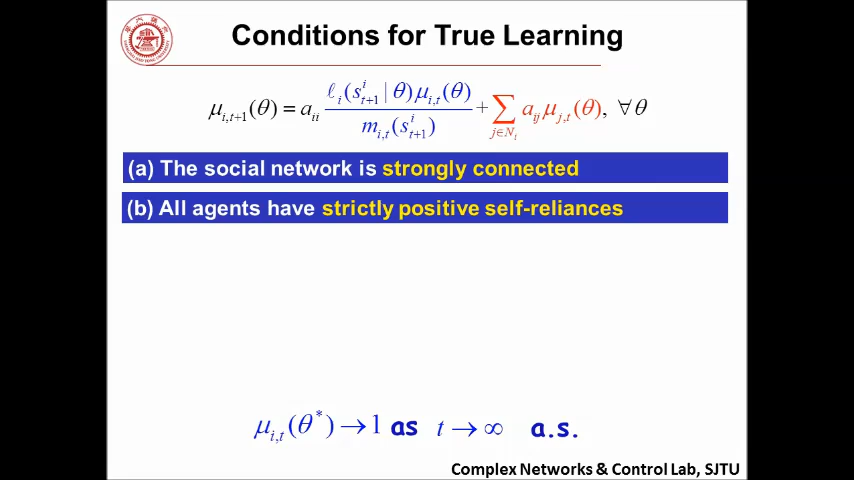 Conditions for True Learning
μ_{i,t+1}(θ) = a_{ii} \frac{ℓ_i(s^i_{t+1} | θ) μ_{i,t}(θ)}{m_{i,t}(s^i_{t+1})} + ∑_{j∈N_t} a_{ij} μ_{j,t}(θ), ∀θ
(a) The social network is strongly connected
(b) All agents have strictly positive self-reliances
μ_{i,t}(θ^*) → 1 as t → ∞ a.s.
Complex Networks & Control Lab, SJTU